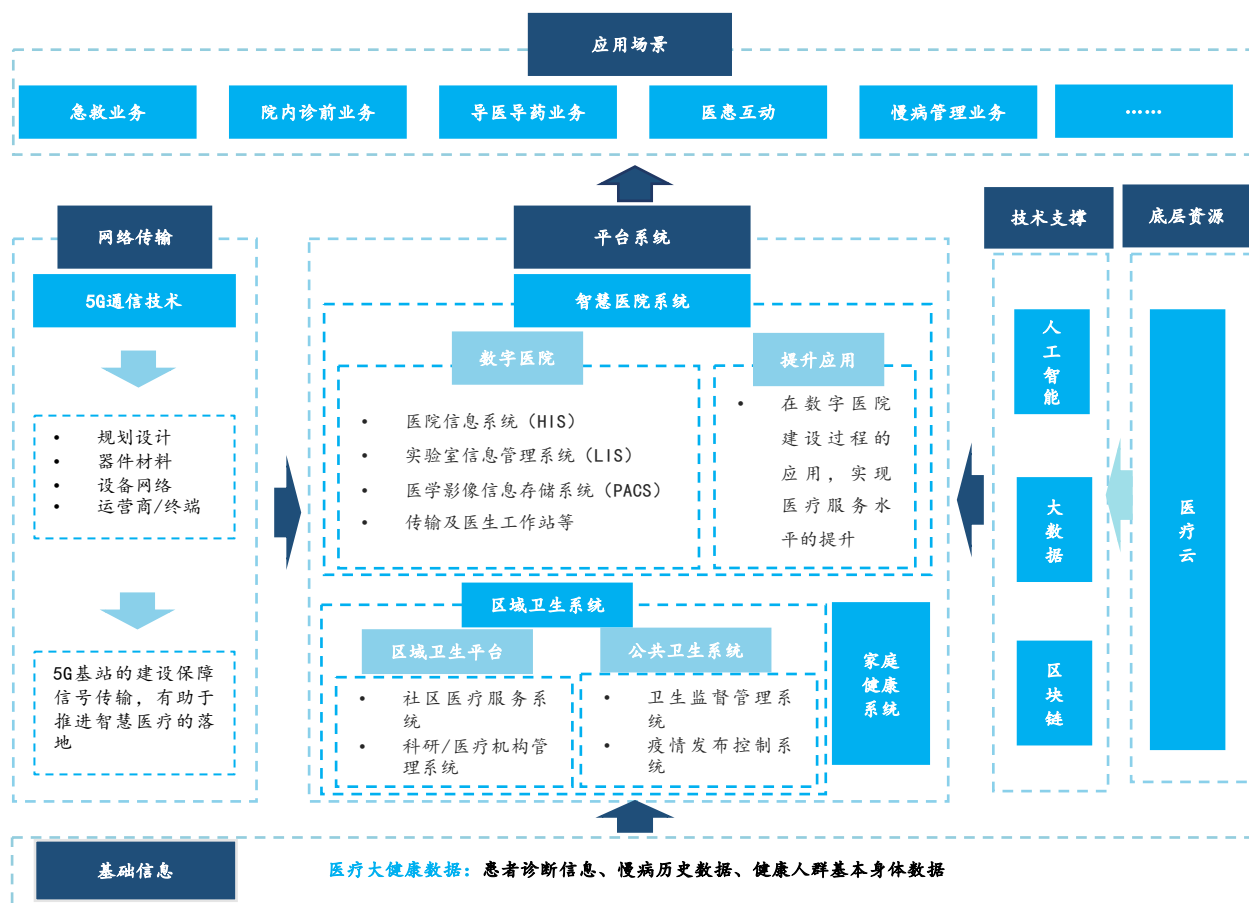 应用场景
急救业务
院内诊前业务
导医导药业务
医患互动
慢病管理业务
……
网络传输
5G通信技术
• 规划设计
• 器件材料
• 设备网络
• 运营商/终端
5G基站的建设保障
信号传输，有助于
推进智慧医疗的落
地
平台系统
智慧医院系统
数字医院
• 医院信息系统（HIS）
• 实验室信息管理系统（LIS）
• 医学影像信息存储系统（PACS）
• 传输及医生工作站等
提升应用
• 在数字医院
建设过程的
应用，实现
医疗服务水
平的提升
区域卫生系统
区域卫生平台
• 社区医疗服务系
统
• 科研/医疗机构管
理系统
公共卫生系统
• 卫生监督管理系
统
• 疫情发布控制系
统
家庭
健康
系统
技术支撑
人工智能
大数据
区块链
底层资源
医疗云
基础信息
医疗大健康数据：患者诊断信息、慢病历史数据、健康人群基本身体数据